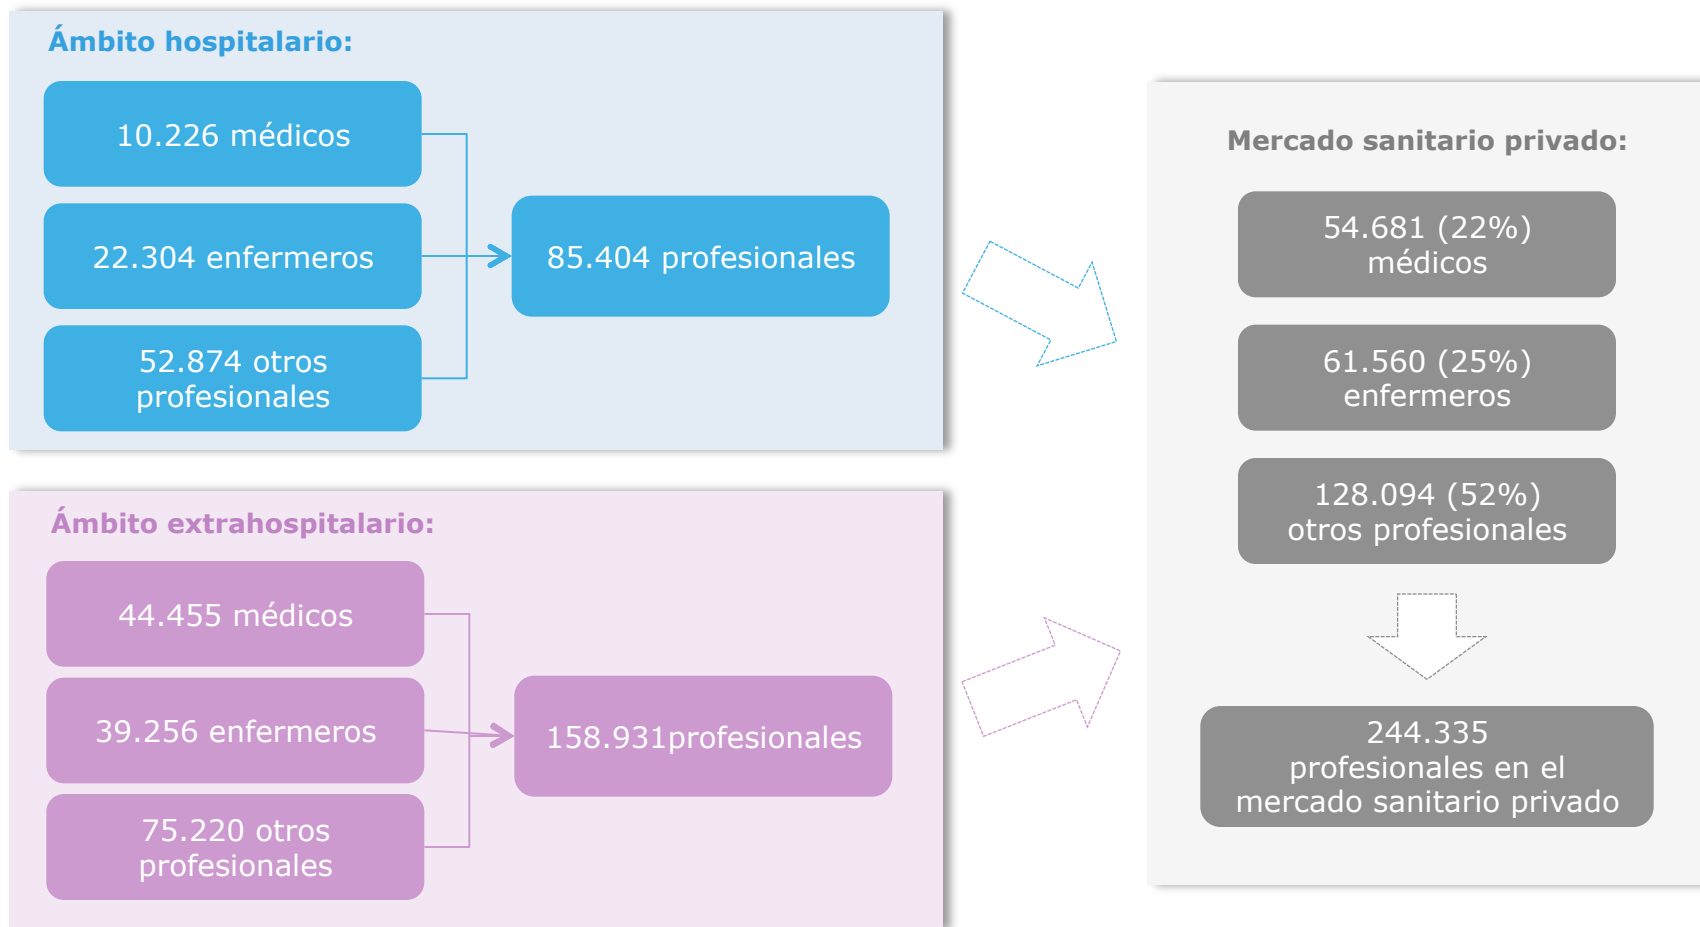 Ámbito hospitalario:
10.226 médicos
22.304 enfermeros
52.874 otros
profesionales
85.404 profesionales
Ámbito extrahospitalario:
44.455 médicos
39.256 enfermeros
75.220 otros
profesionales
158.931profesionales
Mercado sanitario privado:
54.681 (22%)
médicos
61.560 (25%)
enfermeros
128.094 (52%)
otros profesionales
244.335
profesionales en el
mercado sanitario privado